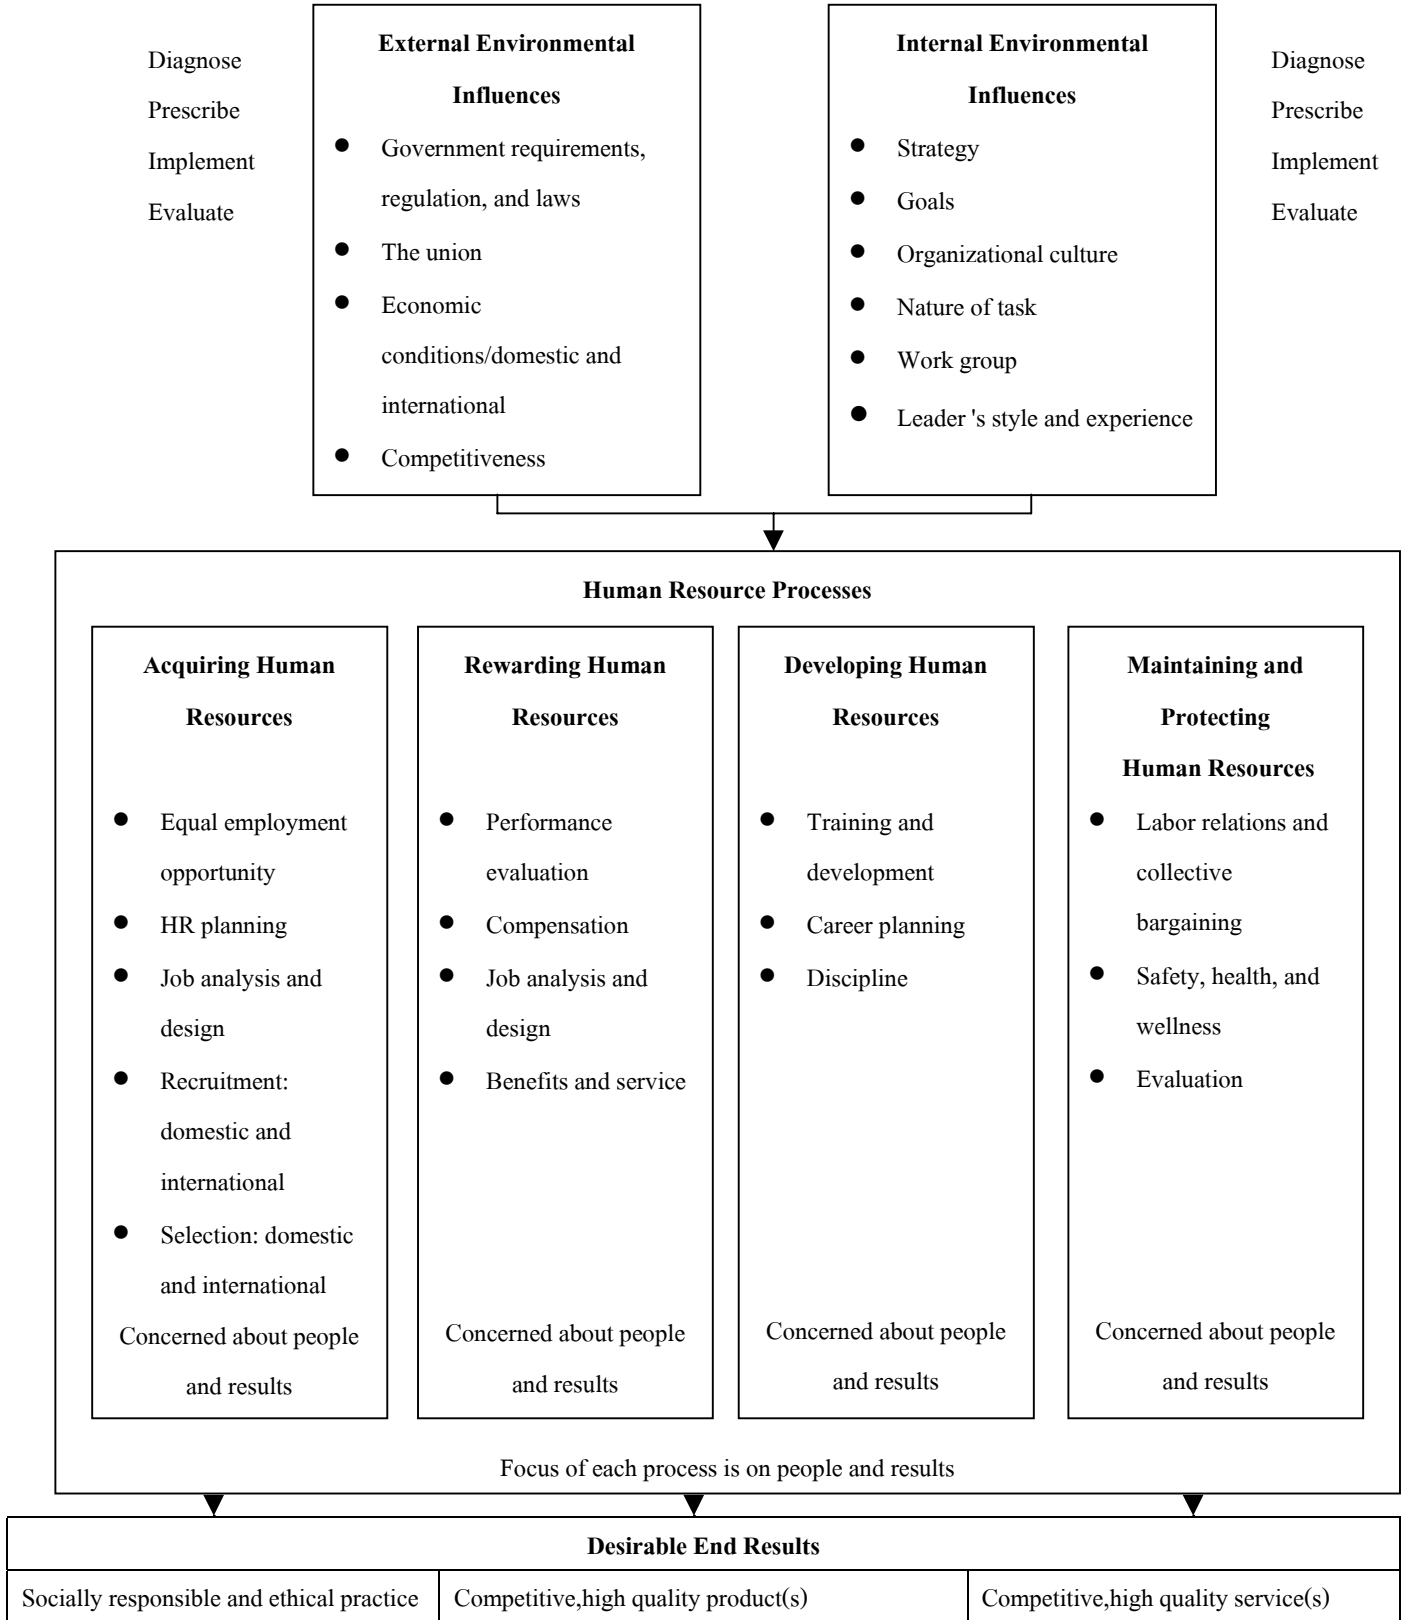 Diagnose
Prescribe
Implement
Evaluate
External Environmental
Influences
● Government requirements,
regulation, and laws
● The union
● Economic
conditions/domestic and
international
● Competitiveness
Internal Environmental
Influences
● Strategy
● Goals
● Organizational culture
● Nature of task
● Work group
● Leader 's style and experience
Diagnose
Prescribe
Implement
Evaluate
Human Resource Processes
Acquiring Human
Resources
● Equal employment
opportunity
● HR planning
● Job analysis and
design
● Recruitment:
domestic and
international
● Selection: domestic
and international
Concerned about people
and results
Rewarding Human
Resources
● Performance
evaluation
● Compensation
● Job analysis and
design
● Benefits and service
Concerned about people
and results
Developing Human
Resources
● Training and
development
● Career planning
● Discipline
Concerned about people
and results
Maintaining and
Protecting
Human Resources
● Labor relations and
collective
bargaining
● Safety, health, and
wellness
● Evaluation
Concerned about people
and results
Focus of each process is on people and results
Desirable End Results
Socially responsible and ethical practice
Competitive,high quality product(s)
Competitive,high quality service(s)